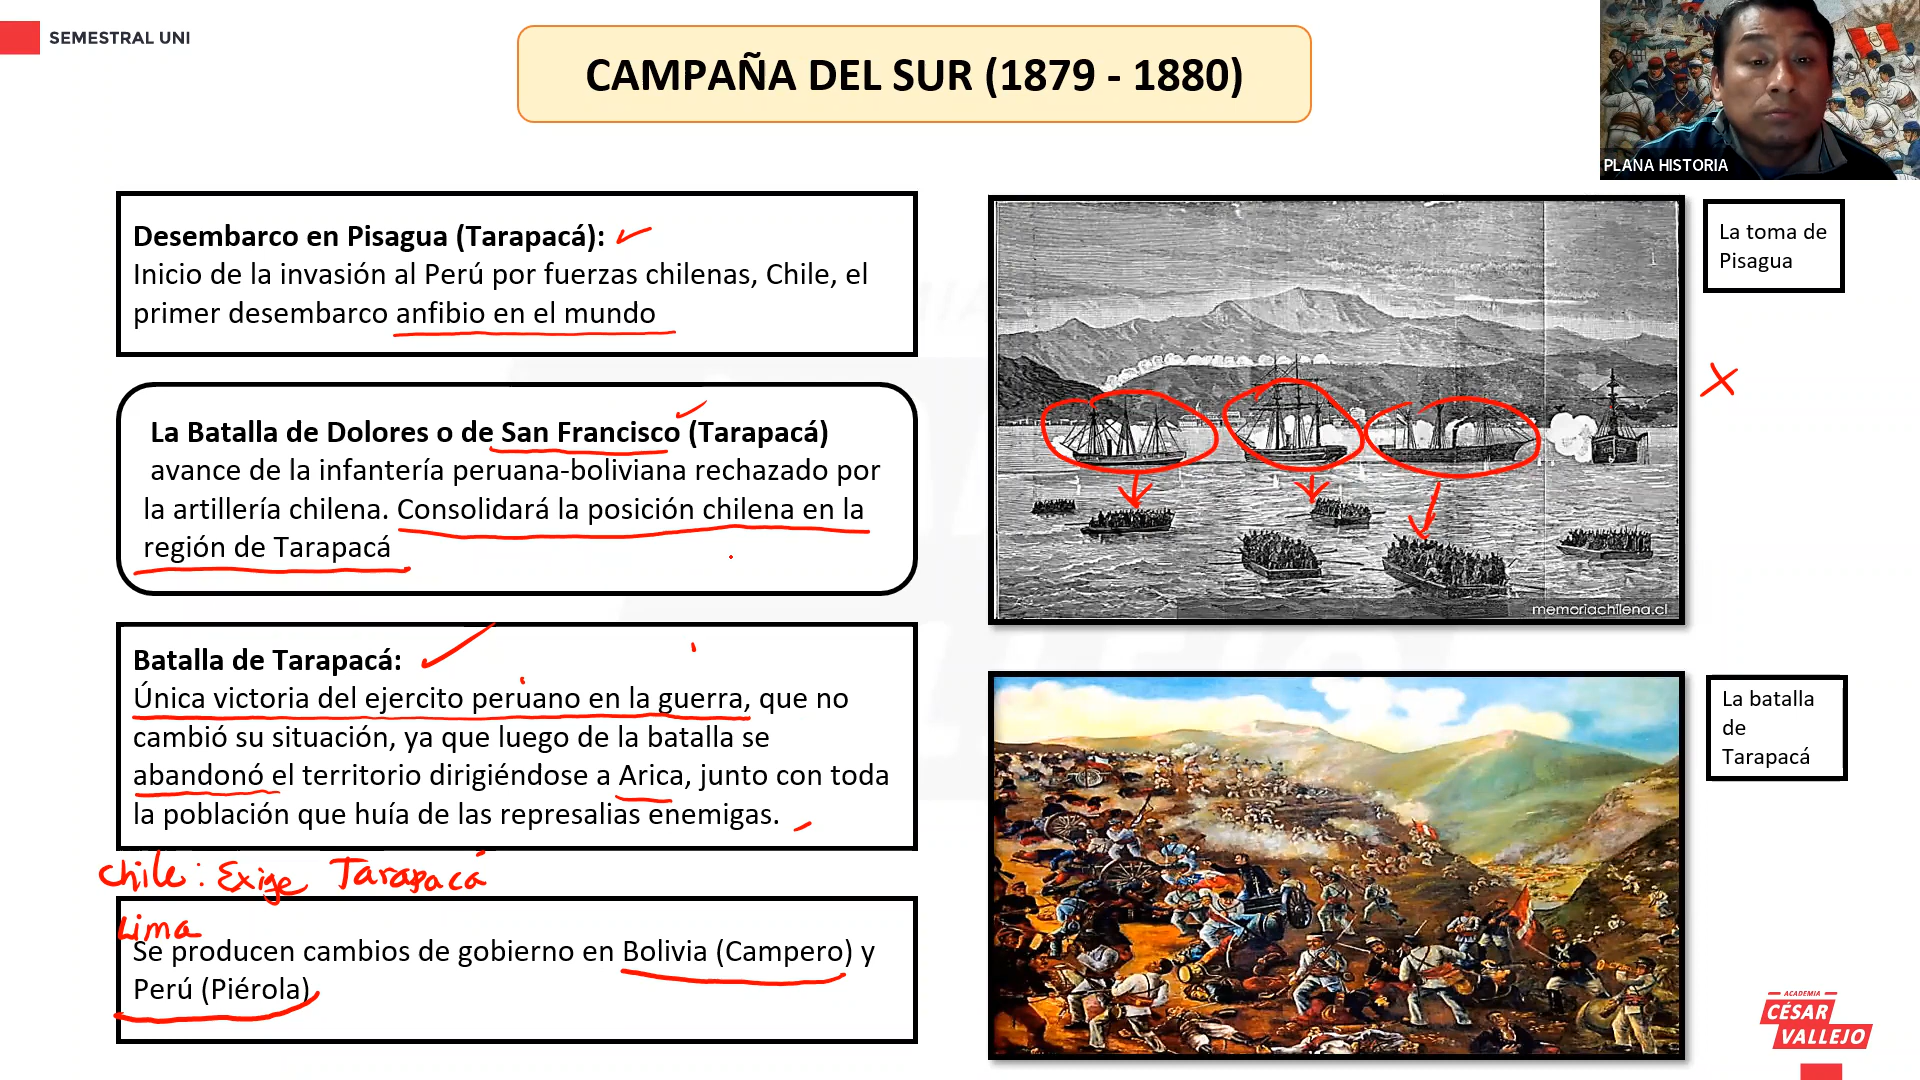 SEMESTRAL UNI
CAMPAÑA DEL SUR (1879 - 1880)
PLANA HISTORIA
Desembarco en Pisagua (Tarapacá):
Inicio de la invasión al Perú por fuerzas chilenas, Chile, el
primer desembarco anfibio en el mundo
La toma de
Pisagua
La Batalla de Dolores o de San Francisco (Tarapacá)
avance de la infantería peruana-boliviana rechazado por
la artillería chilena. Consolidará la posición chilena en la
región de Tarapacá
memoriachilena.cl
Batalla de Tarapacá:
Única victoria del ejercito peruano en la guerra, que no
cambió su situación, ya que luego de la batalla se
abandonó el territorio dirigiéndose a Arica, junto con toda
la población que huía de las represalias enemigas.
La batalla
de
Tarapacá
Chile: Exige Tarapacá
Lima
Se producen cambios de gobierno en Bolivia (Campero) y
Perú (Piérola)
ACADEMIA
CÉSAR
VALLEJO